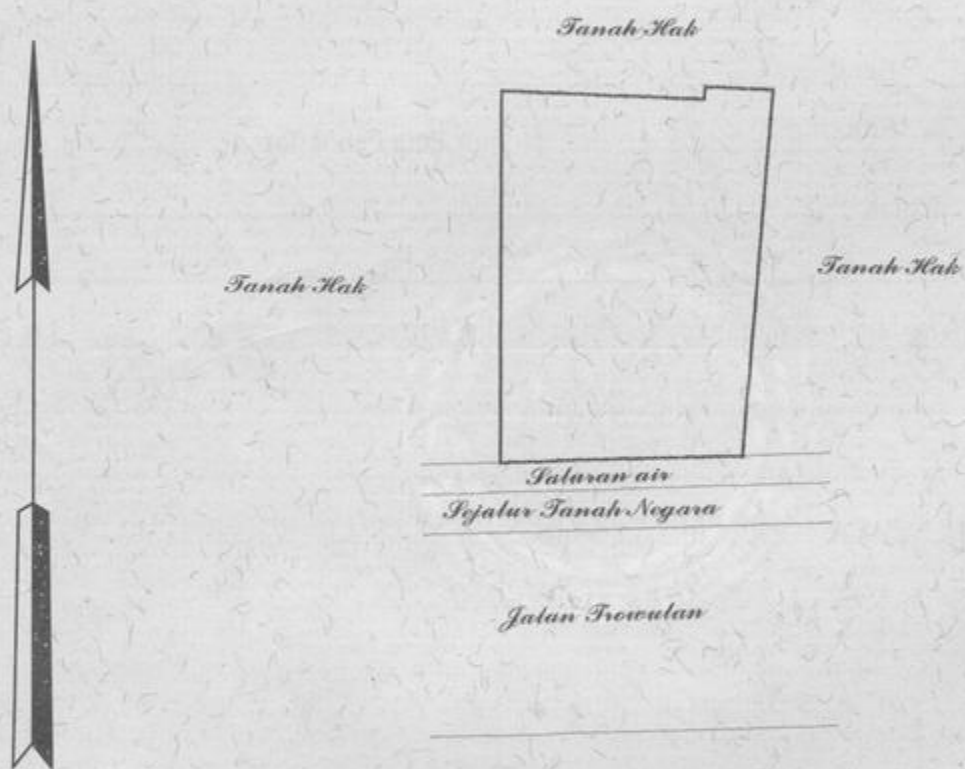 Tanah Hak
Tanah Hak
Tanah Hak
Saluran air
Sejalur Tanah Negara
Jalan Trowulan